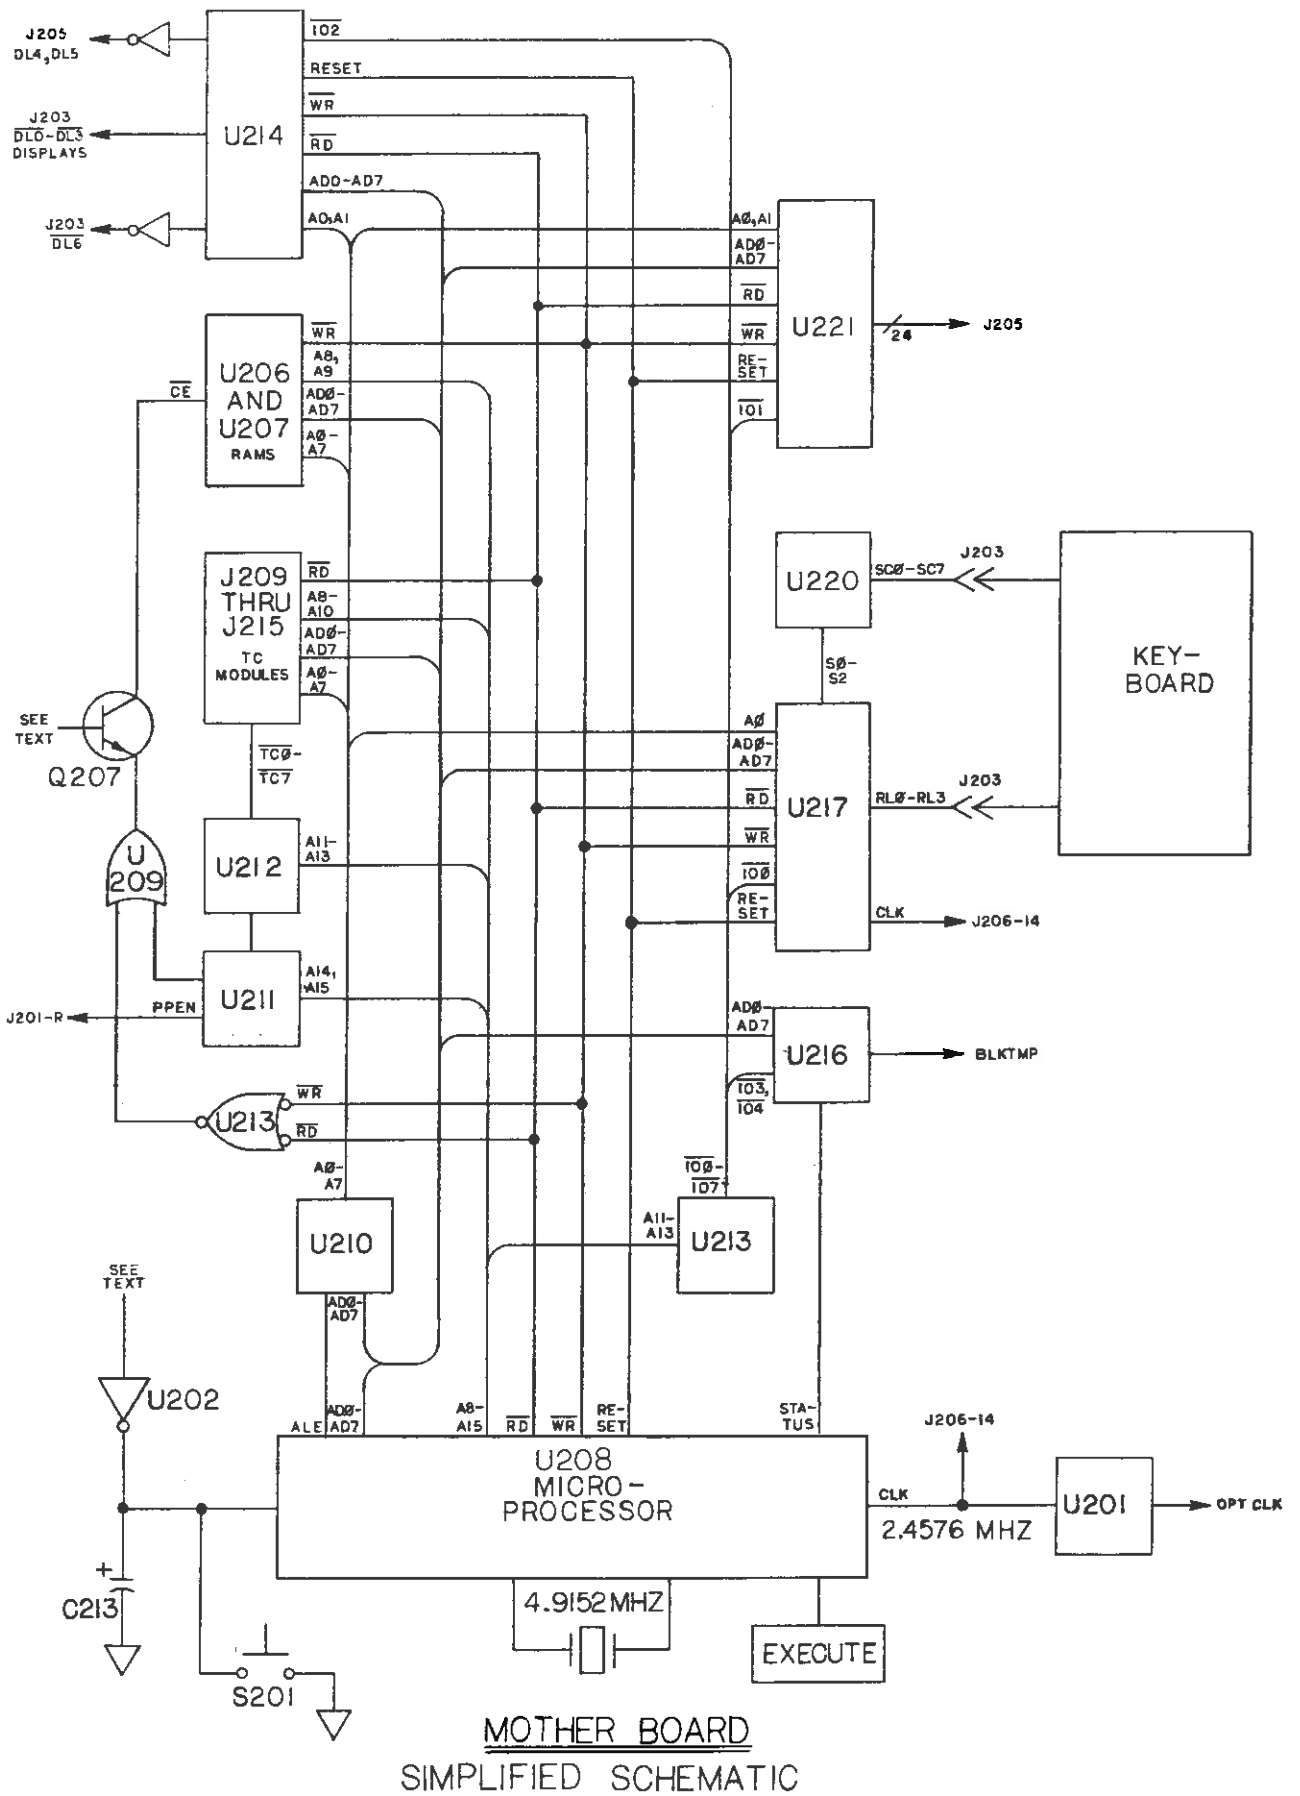 J205
DL4,DL5
J203
DL0-DL3
DISPLAYS
J203
DL6
U214
IO2
RESET
WR
RD
AD0-AD7
A0,A1
A0,A1
AD0-
AD7
RD
WR
RE-
SET
IO1
U221
24
J205
CE
U206
AND
U207
RAMS
WR
A8,
A9
AD0-
AD7
A0-
A7
J209
THRU
J215
TC
MODULES
RD
A8-
A10
AD0-
AD7
A0-
A7
U220
SC0-SC7
J203
KEY-
BOARD
S0-
S2
SEE
TEXT
Q207
TC0-
TC7
A0
AD0-
AD7
RD
WR
IO0
RE-
SET
U217
RL0-RL3
J203
CLK
J206-14
U
209
U212
A11-
A13
U211
A14,
A15
PPEN
J201-R
AD0-
AD7
U216
BLKTMP
IO3,
IO4
U213
WR
RD
A0-
A7
IO0-
IO7
A11-
A13
U213
U210
AD0-
AD7
SEE
TEXT
U202
ALE
AD0-
AD7
A8-
A15
RD
WR
RE-
SET
STA-
TUS
J206-14
U208
MICRO-
PROCESSOR
CLK
2.4576 MHZ
U201
OPT CLK
+
C213
S201
4.9152MHZ
EXECUTE
MOTHER BOARD
SIMPLIFIED SCHEMATIC